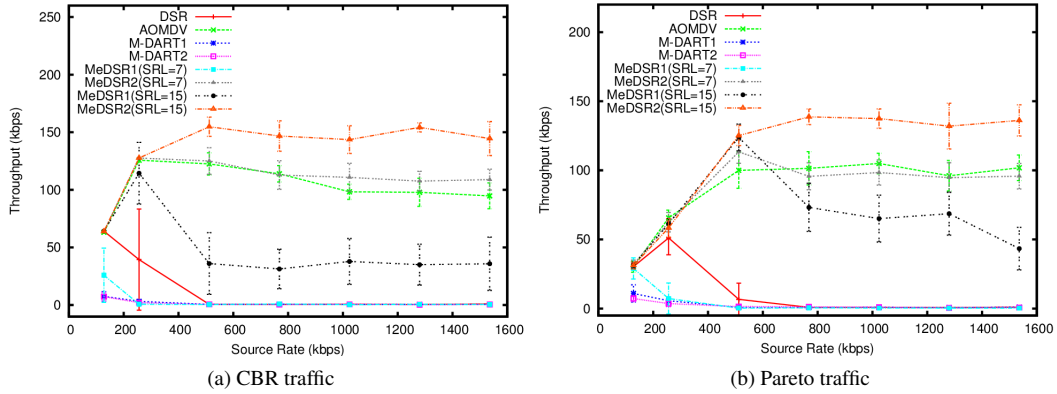 250
200
150
100
50
0
Throughput (kbps)
DSR
AOMDV
M-DART1
M-DART2
MeDSR1(SRL=7)
MeDSR2(SRL=7)
MeDSR1(SRL=15)
MeDSR2(SRL=15)
0 200 400 600 800 1000 1200 1400 1600
Source Rate (kbps)
(a) CBR traffic
200
150
100
50
0
Throughput (kbps)
DSR
AOMDV
M-DART1
M-DART2
MeDSR1(SRL=7)
MeDSR2(SRL=7)
MeDSR1(SRL=15)
MeDSR2(SRL=15)
0 200 400 600 800 1000 1200 1400 1600
Source Rate (kbps)
(b) Pareto traffic